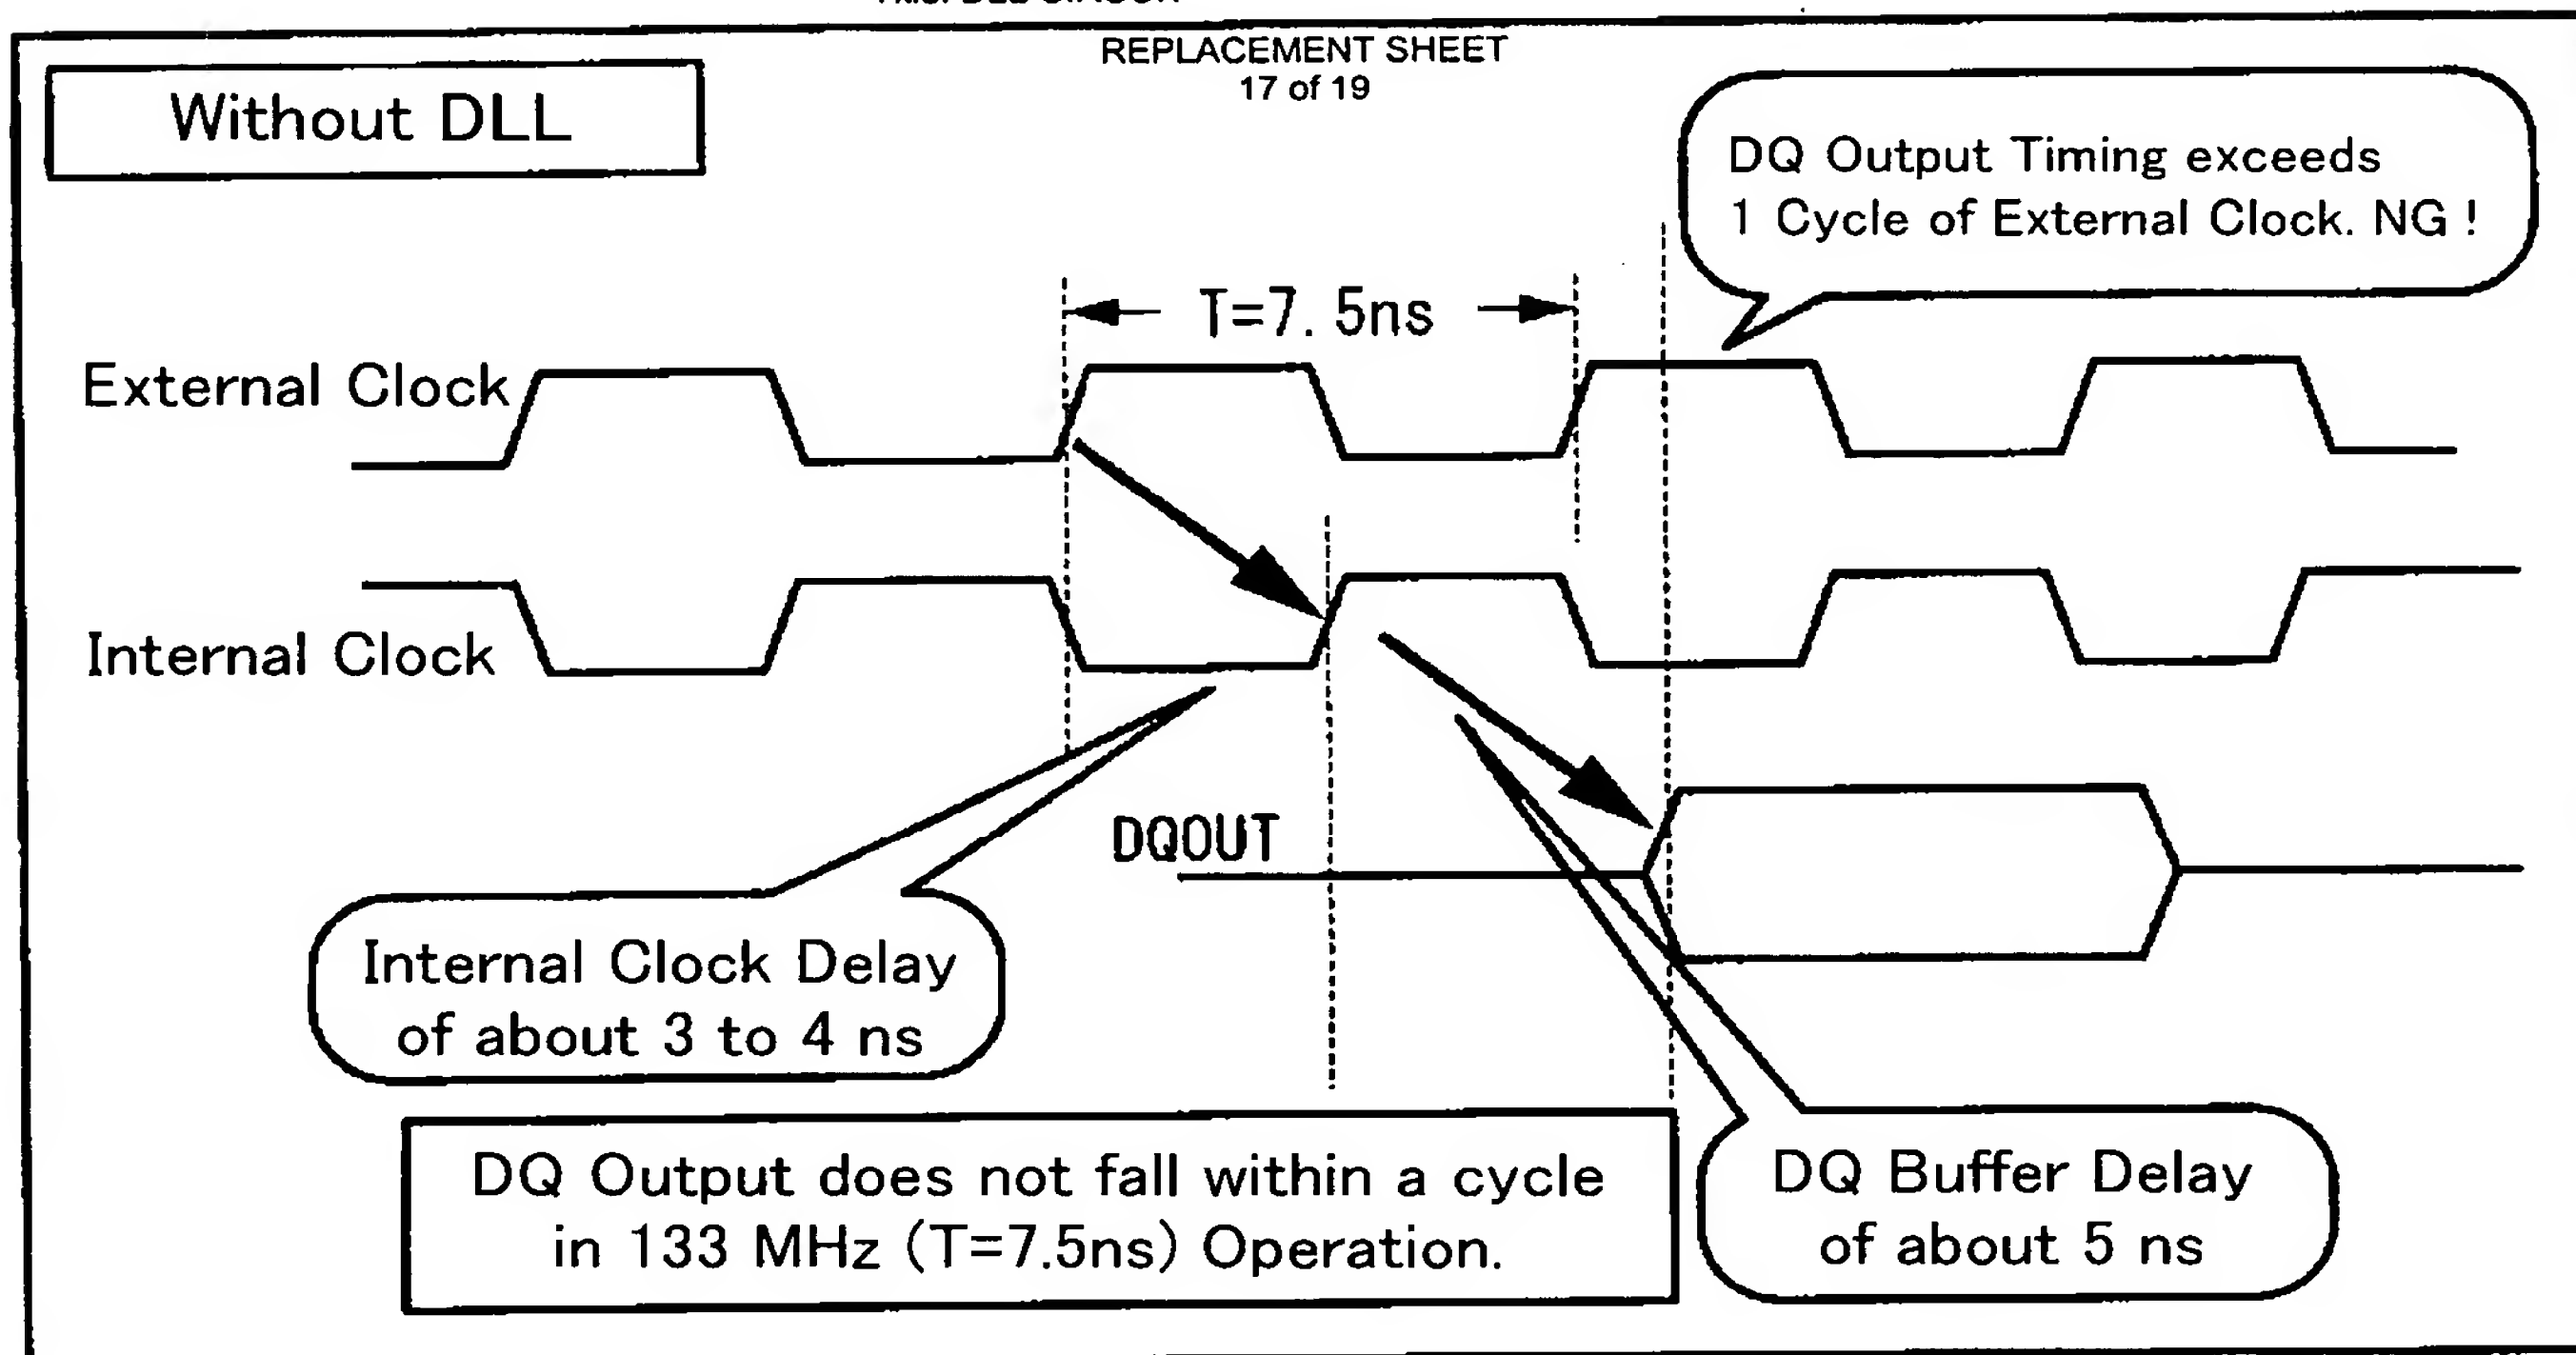 REPLACEMENT SHEET
17 of 19
Without DLL
DQ Output Timing exceeds
1 Cycle of External Clock. NG !
T=7. 5ns
External Clock
Internal Clock
DQOUT
Internal Clock Delay
of about 3 to 4 ns
DQ Output does not fall within a cycle
in 133 MHz (T=7.5ns) Operation.
DQ Buffer Delay
of about 5 ns